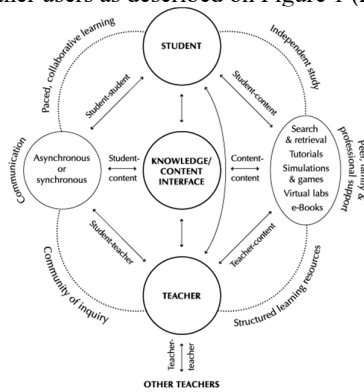 her users as described on Figure 1
STUDENT
Paced, collaborative learning
Independent study
Student-student
Student-content
Communication
Asynchronous
or
synchronous
Student-
content
KNOWLEDGE/
CONTENT
INTERFACE
Content-
content
Search
& retrieval
Tutorials
Simulations
& games
Virtual labs
e-Books
family &
professional support
Student-teacher
Teacher-content
Community of inquiry
TEACHER
Structured learning resources
Teacher-
teacher
OTHER TEACHERS